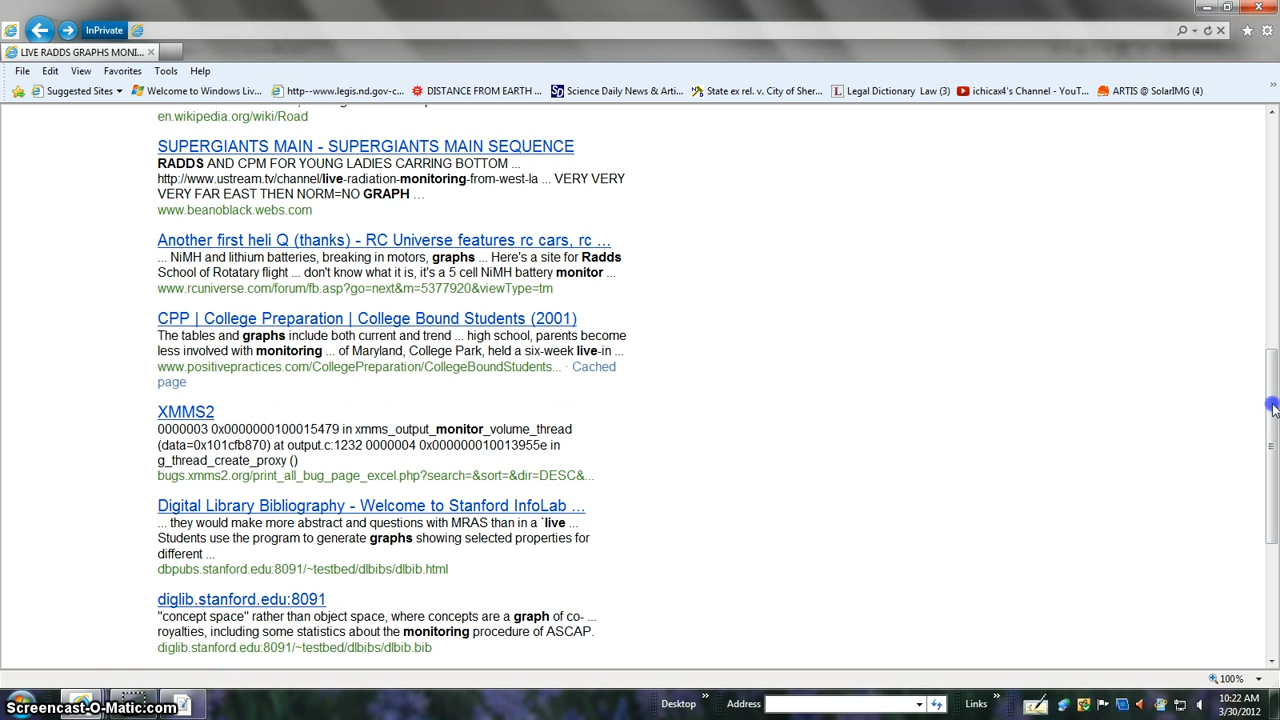 InPrivate
LIVE RADDS GRAPHS MONI...
File Edit View Favorites Tools Help
Suggested Sites Welcome to Windows Liv... http--www.legis.nd.gov-c... DISTANCE FROM EARTH ... Science Daily News & Arti... State ex rel. v. City of Sher... Legal Dictionary Law (3) ichicax4's Channel - YouT... ARTIS @ SolarIMG (4)
en.wikipedia.org/wiki/Road
SUPERGIANTS MAIN - SUPERGIANTS MAIN SEQUENCE
RADDS AND CPM FOR YOUNG LADIES CARRING BOTTOM ...
http://www.ustream.tv/channel/live-radiation-monitoring-from-west-la ... VERY VERY
VERY FAR EAST THEN NORM=NO GRAPH ...
www.beanoblack.webs.com
Another first heli Q (thanks) - RC Universe features rc cars, rc ...
... NiMH and lithium batteries, breaking in motors, graphs ... Here's a site for Radds
School of Rotatary flight ... don't know what it is, it's a 5 cell NiMH battery monitor ...
www.rcuniverse.com/forum/fb.asp?go=next&m=5377920&viewType=tm
CPP | College Preparation | College Bound Students (2001)
The tables and graphs include both current and trend ... high school, parents become
less involved with monitoring ... of Maryland, College Park, held a six-week live-in ...
www.positivepractices.com/CollegePreparation/CollegeBoundStudents... · Cached
page
XMMS2
0000003 0x0000000100015479 in xmms_output_monitor_volume_thread
(data=0x101cfb870) at output.c:1232 0000004 0x000000010013955e in
g_thread_create_proxy ()
bugs.xmms2.org/print_all_bug_page_excel.php?search=&sort=&dir=DESC&...
Digital Library Bibliography - Welcome to Stanford InfoLab ...
... they would make more abstract and questions with MRAS than in a `live ...
Students use the program to generate graphs showing selected properties for
different ...
dbpubs.stanford.edu:8091/~testbed/dlbibs/dlbib.html
diglib.stanford.edu:8091
"concept space" rather than object space, where concepts are a graph of co- ...
royalties, including some statistics about the monitoring procedure of ASCAP.
diglib.stanford.edu:8091/~testbed/dlbibs/dlbib.bib
100%
Desktop Address Links 10:22 AM
3/30/2012
Screencast-O-Matic.com